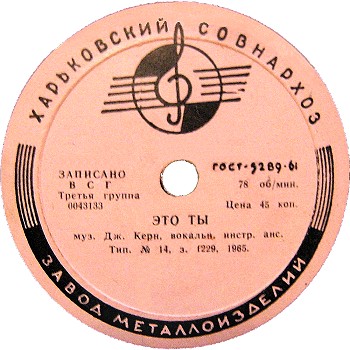 ХАРЬКОВСКИЙ СОВНАРХОЗ
ЗАПИСАНО
В С Г
Третья группа
0043133
ГОСТ-5289-61
78 об/мин.
Цена 45 коп.
ЭТО ТЫ
муз. Дж. Керн, вокальн. инстр. анс.
Тип. № 14, з. 1229, 1965.
ЗАВОД МЕТАЛЛОИЗДЕЛИЙ